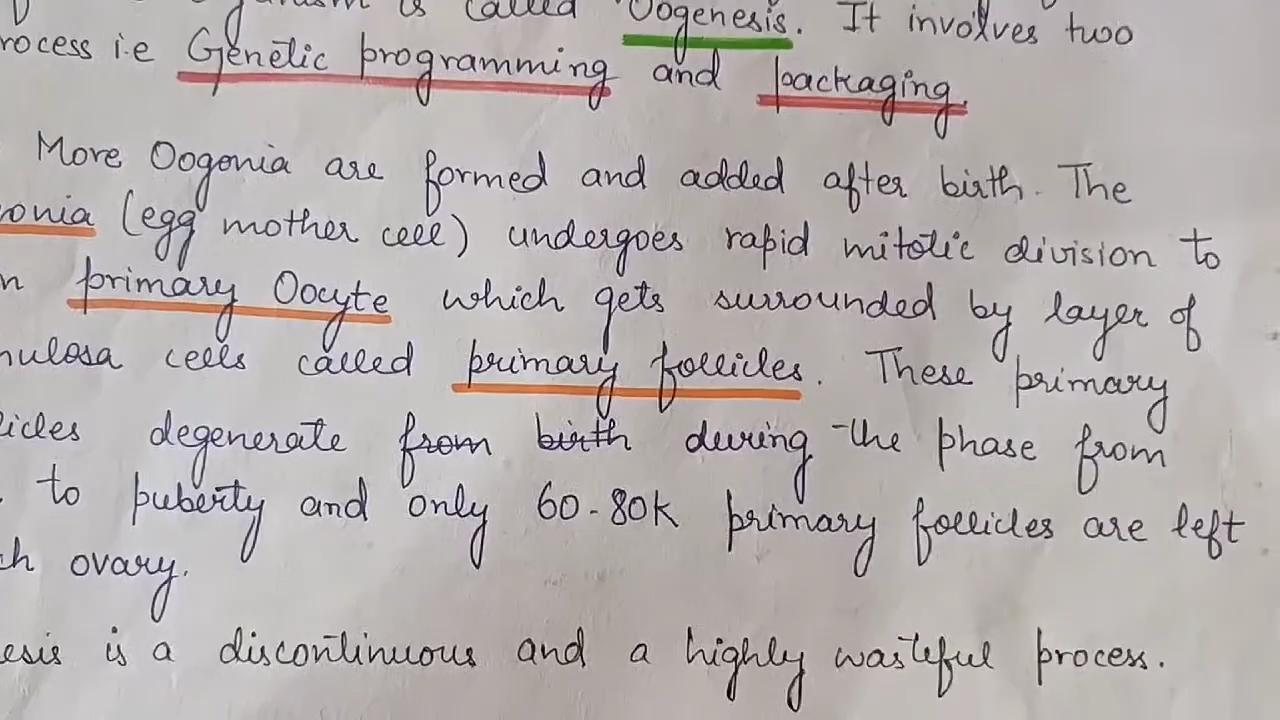 is called Oogenesis. It involves two
rocess i.e Genetic programming and packaging.
More Oogonia are formed and added after birth. The
onia (egg mother cell) undergoes rapid mitotic division to
n primary Oocyte which gets surrounded by layer of
nulosa cells called primary follicles. These primary
licles degenerate from birth during the phase from
. to puberty and only 60-80k primary follicles are left
ch ovary.
esis is a discontinuous and a highly wasteful process.